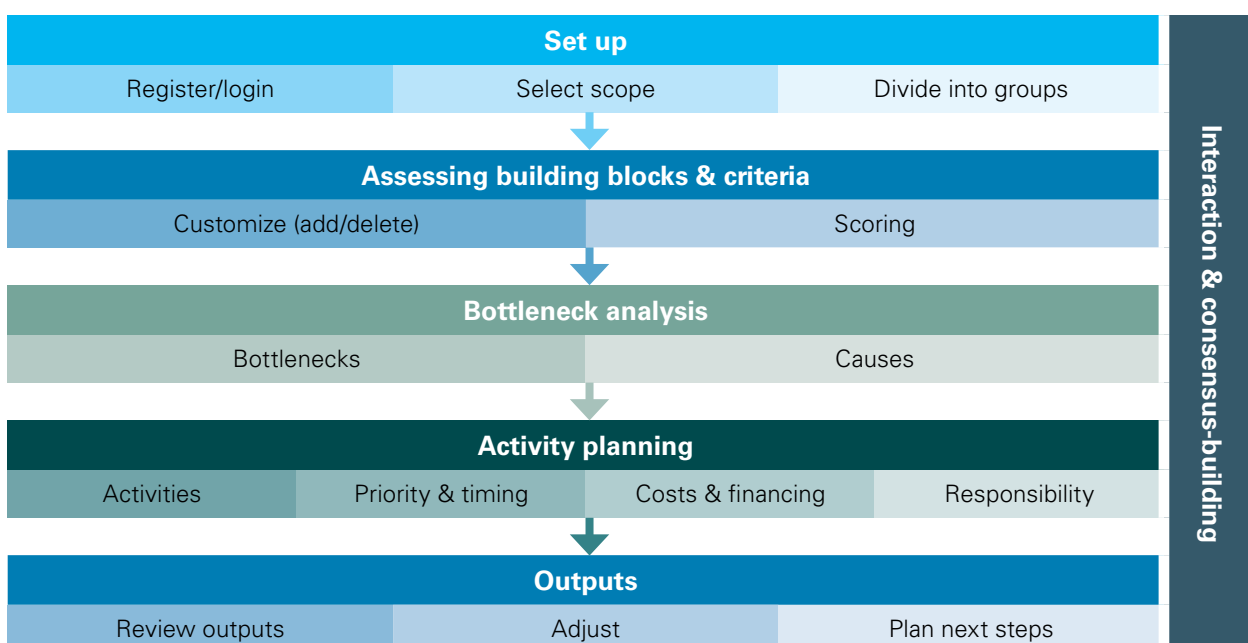 Set up
Register/login
Select scope
Divide into groups
Assessing building blocks & criteria
Customize (add/delete)
Scoring
Bottleneck analysis
Bottlenecks
Causes
Activity planning
Activities
Priority & timing
Costs & financing
Responsibility
Outputs
Review outputs
Adjust
Plan next steps
Interaction & consensus-building